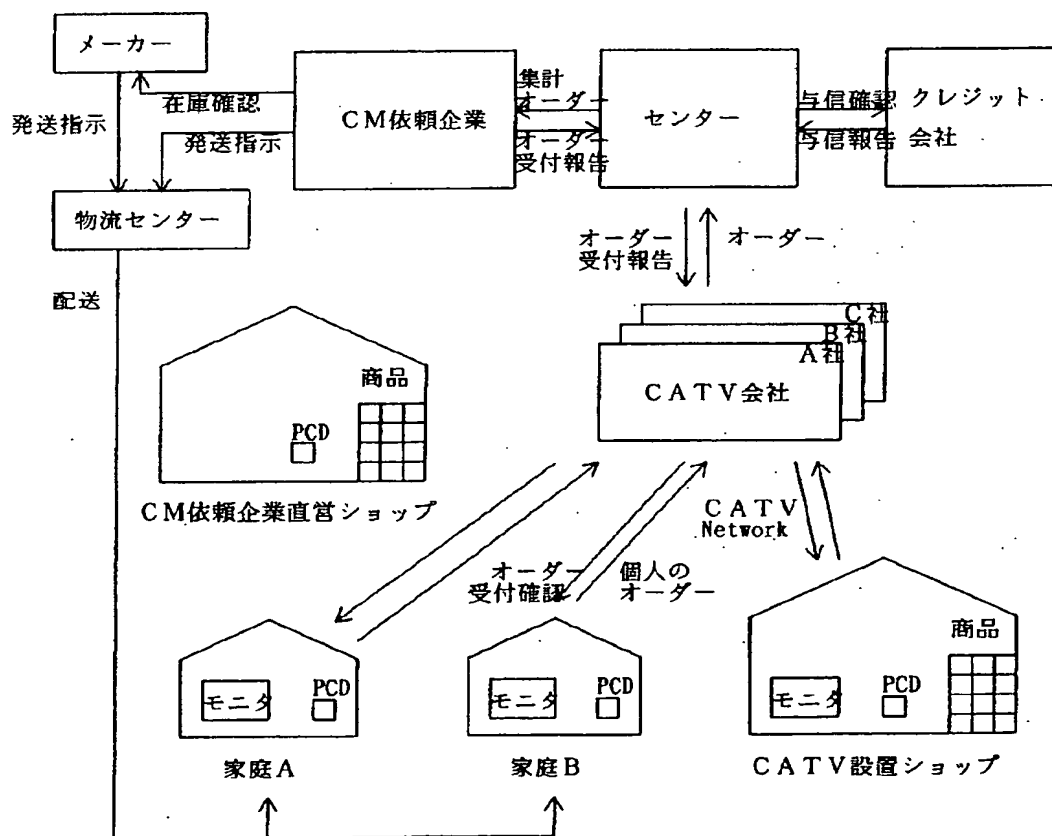 メーカー
CM依頼企業
センター
クレジット
会社
在庫確認
発送指示
発送指示
集計
オーダー
オーダー
受付報告
与信確認
与信報告
物流センター
オーダー
受付報告
オーダー
配送
C社
B社
A社
CATV会社
商品
PCD
CM依頼企業直営ショップ
CATV
Network
オーダー
受付確認
個人の
オーダー
モニタ
PCD
家庭A
モニタ
PCD
家庭B
商品
モニタ
PCD
CATV設置ショップ